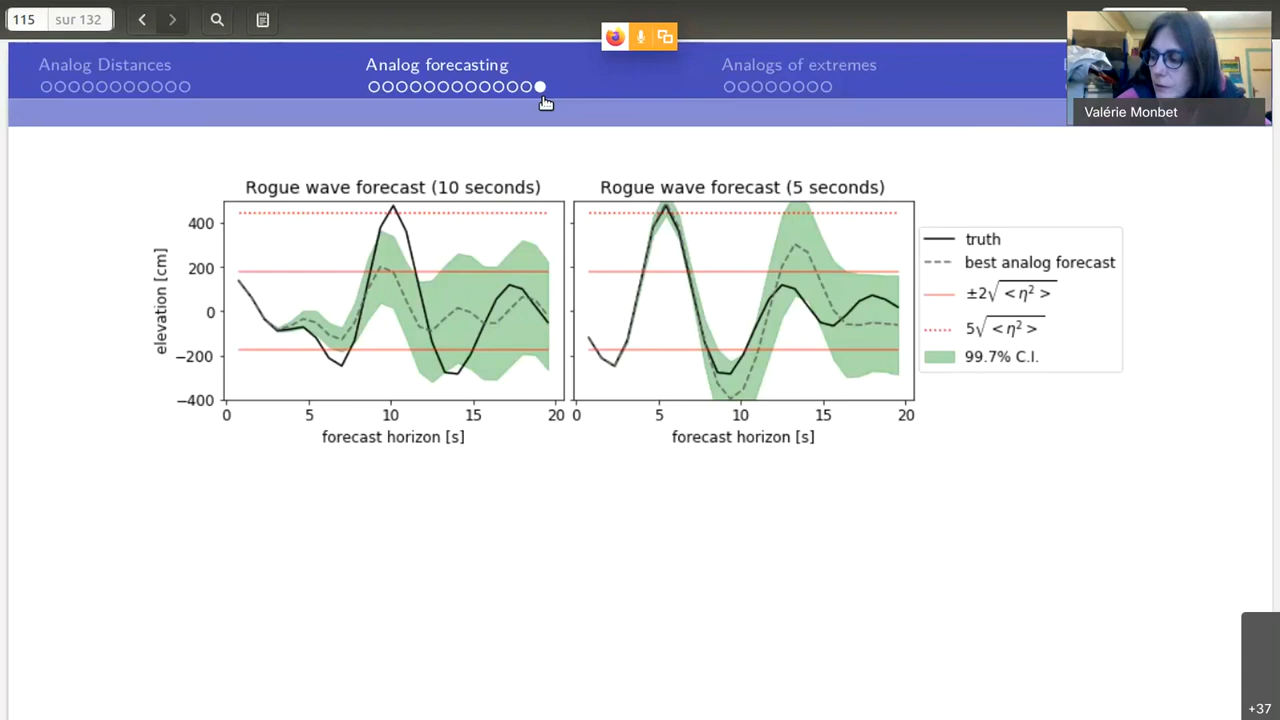 115 sur 132
Analog Distances
Analog forecasting
Analogs of extremes
Valérie Monbet
Rogue wave forecast (10 seconds)
Rogue wave forecast (5 seconds)
elevation [cm]
400
200
0
−200
−400
0 5 10 15 20
forecast horizon [s]
0 5 10 15 20
forecast horizon [s]
truth
best analog forecast
±2√<η²>
5√<η²>
99.7% C.I.
+37